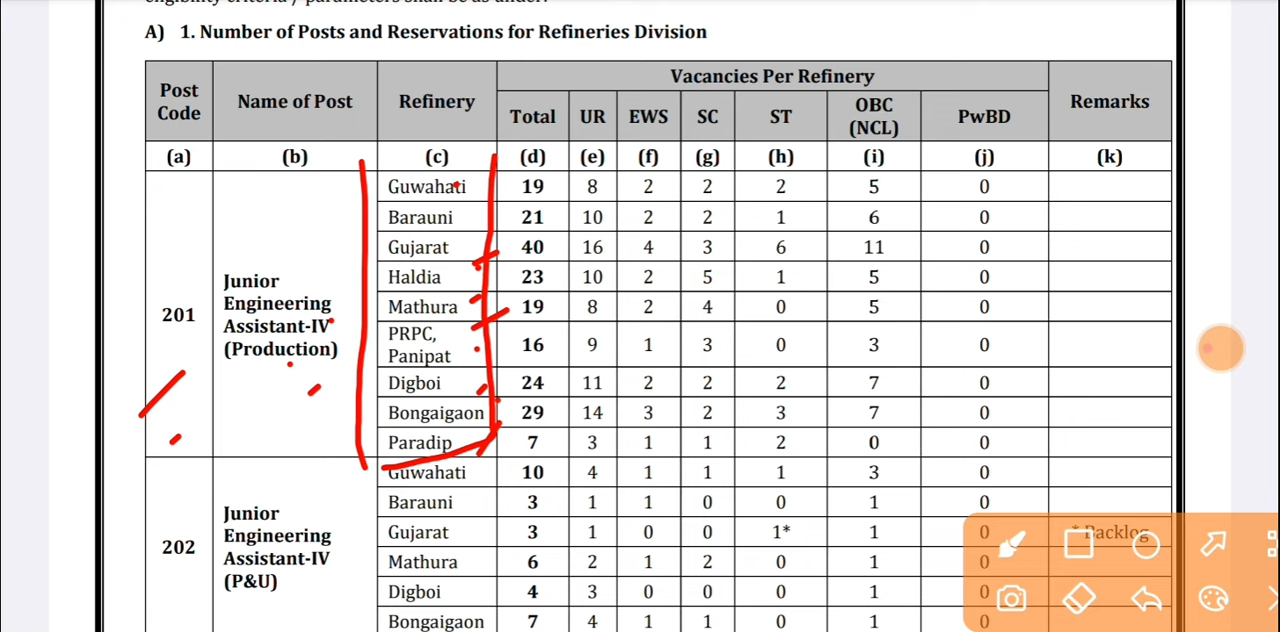 A) 1. Number of Posts and Reservations for Refineries Division
Post Code Name of Post Refinery Vacancies Per Refinery Remarks
Total UR EWS SC ST OBC (NCL) PwBD
(a) (b) (c) (d) (e) (f) (g) (h) (i) (j) (k)
201 Junior Engineering Assistant-IV (Production)
Guwahati 19 8 2 2 2 5 0
Barauni 21 10 2 2 1 6 0
Gujarat 40 16 4 3 6 11 0
Haldia 23 10 2 5 1 5 0
Mathura 19 8 2 4 0 5 0
PRPC, Panipat 16 9 1 3 0 3 0
Digboi 24 11 2 2 2 7 0
Bongaigaon 29 14 3 2 3 7 0
Paradip 7 3 1 1 2 0 0
202 Junior Engineering Assistant-IV (P&U)
Guwahati 10 4 1 1 1 3 0
Barauni 3 1 1 0 0 1 0
Gujarat 3 1 0 0 1* 1 0 * Backlog
Mathura 6 2 1 2 0 1 0
Digboi 4 3 0 0 0 1 0
Bongaigaon 7 4 1 1 0 1 0